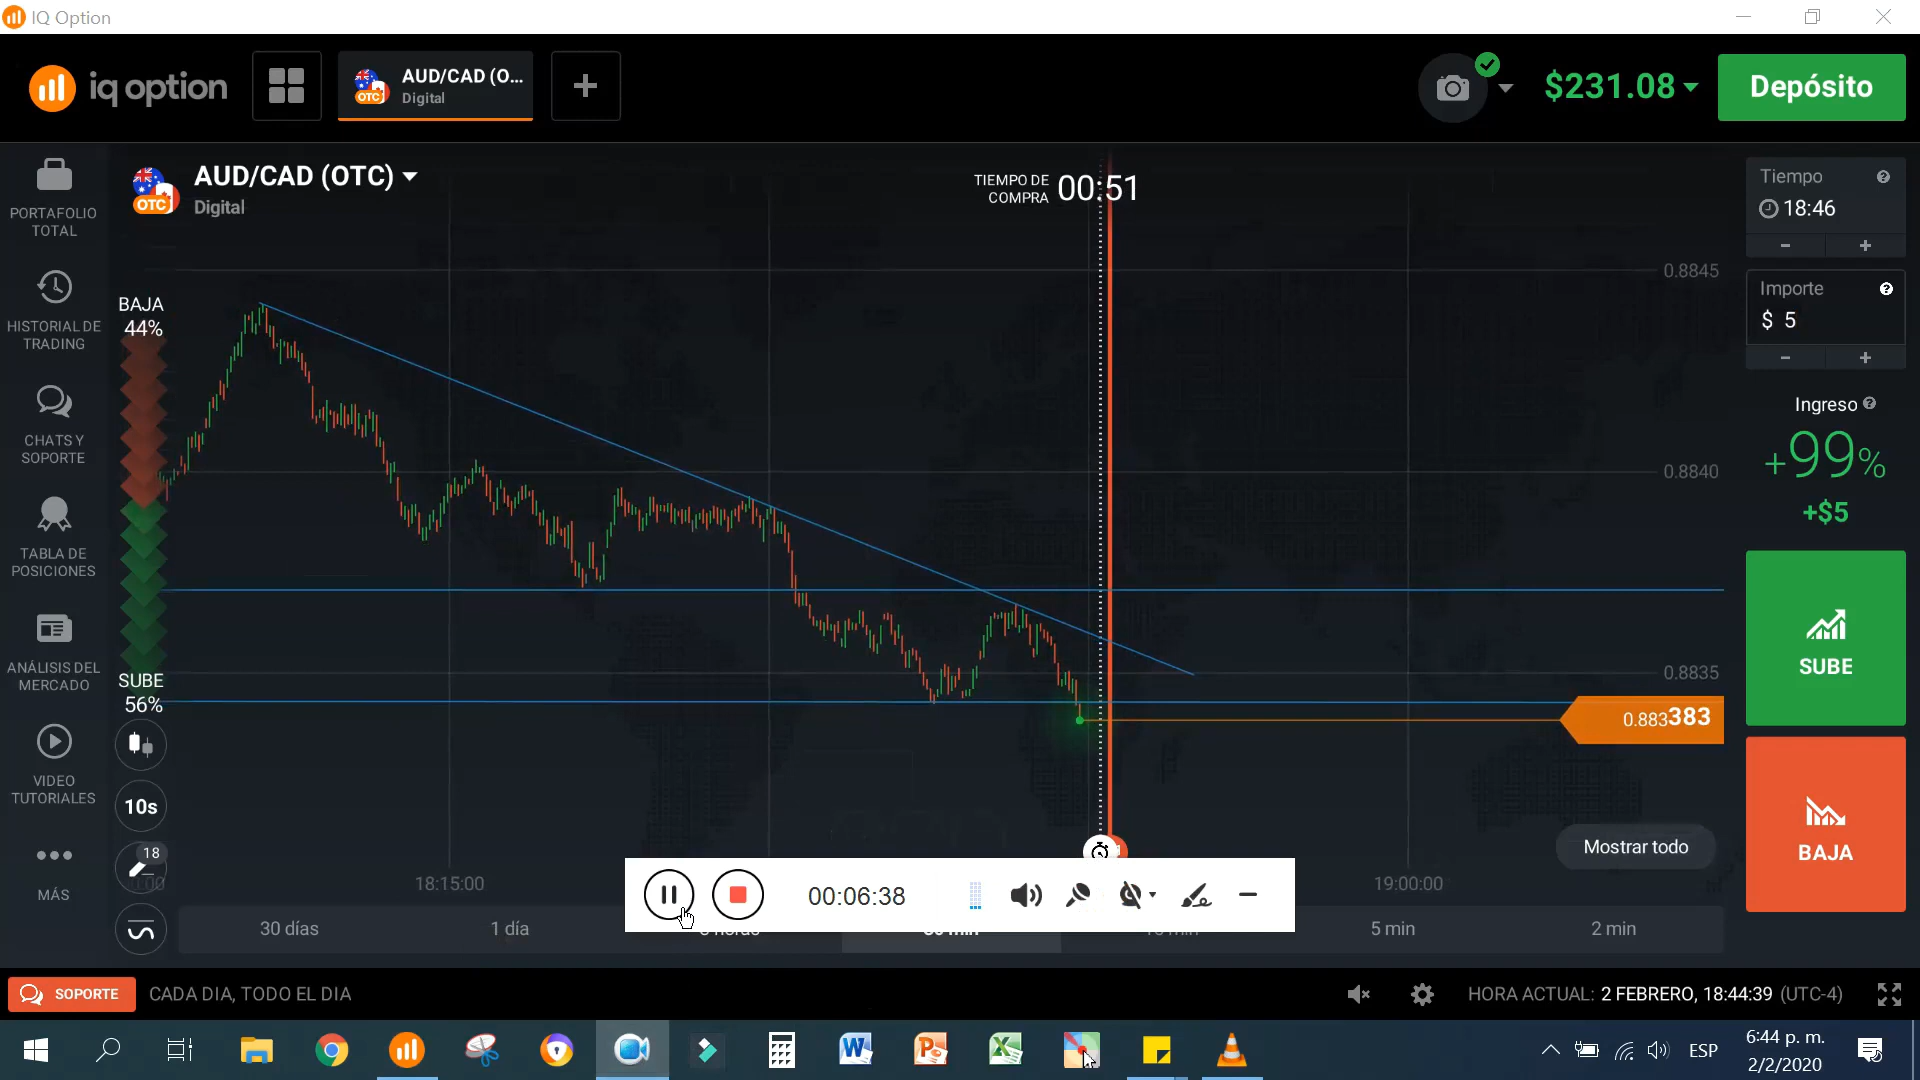 IQ Option
iq option
AUD/CAD (O...
Digital
OTC
$231.08
Depósito
PORTAFOLIO
TOTAL
HISTORIAL DE
TRADING
CHATS Y
SOPORTE
TABLA DE
POSICIONES
ANÁLISIS DEL
MERCADO
VIDEO
TUTORIALES
MÁS
AUD/CAD (OTC)
Digital
OTC
TIEMPO DE
COMPRA
00:51
BAJA
44%
SUBE
56%
10s
18
0.8845
0.8840
0.8835
0.883383
Mostrar todo
18:15:00
19:00:00
00:06:38
30 días
1 día
5 min
2 min
Tiempo
18:46
Importe
$ 5
Ingreso
+99%
+$5
SUBE
BAJA
SOPORTE
CADA DIA, TODO EL DIA
HORA ACTUAL: 2 FEBRERO, 18:44:39 (UTC-4)
ESP
6:44 p. m.
2/2/2020